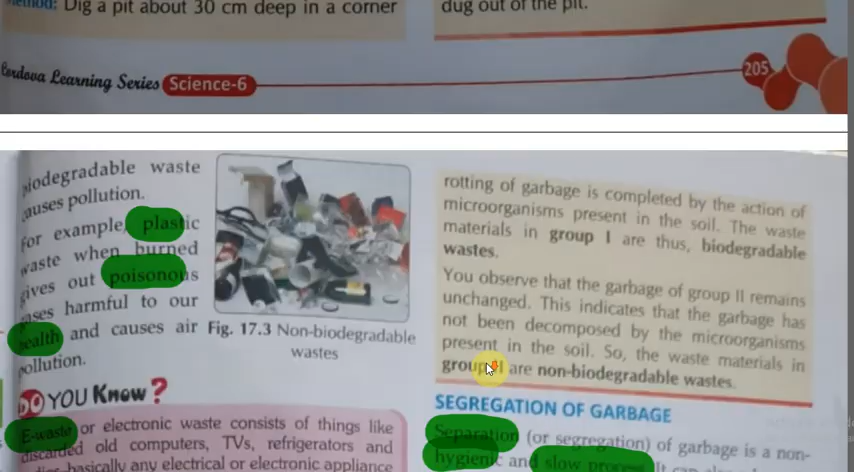 Method: Dig a pit about 30 cm deep in a corner
dug out of the pit.
Cordova Learning Series Science-6
205
biodegradable waste
causes pollution.
For example, plastic
waste when burned
gives out poisonous
gases harmful to our
health and causes air
pollution.
Fig. 17.3 Non-biodegradable
wastes
DO YOU Know?
E-waste or electronic waste consists of things like
discarded old computers, TVs, refrigerators and
basically any electrical or electronic appliance
rotting of garbage is completed by the action of
microorganisms present in the soil. The waste
materials in group I are thus, biodegradable
wastes.
You observe that the garbage of group II remains
unchanged. This indicates that the garbage has
not been decomposed by the microorganisms
present in the soil. So, the waste materials in
group II are non-biodegradable wastes.
SEGREGATION OF GARBAGE
Separation (or segregation) of garbage is a non-
hygienic and slow process. It can